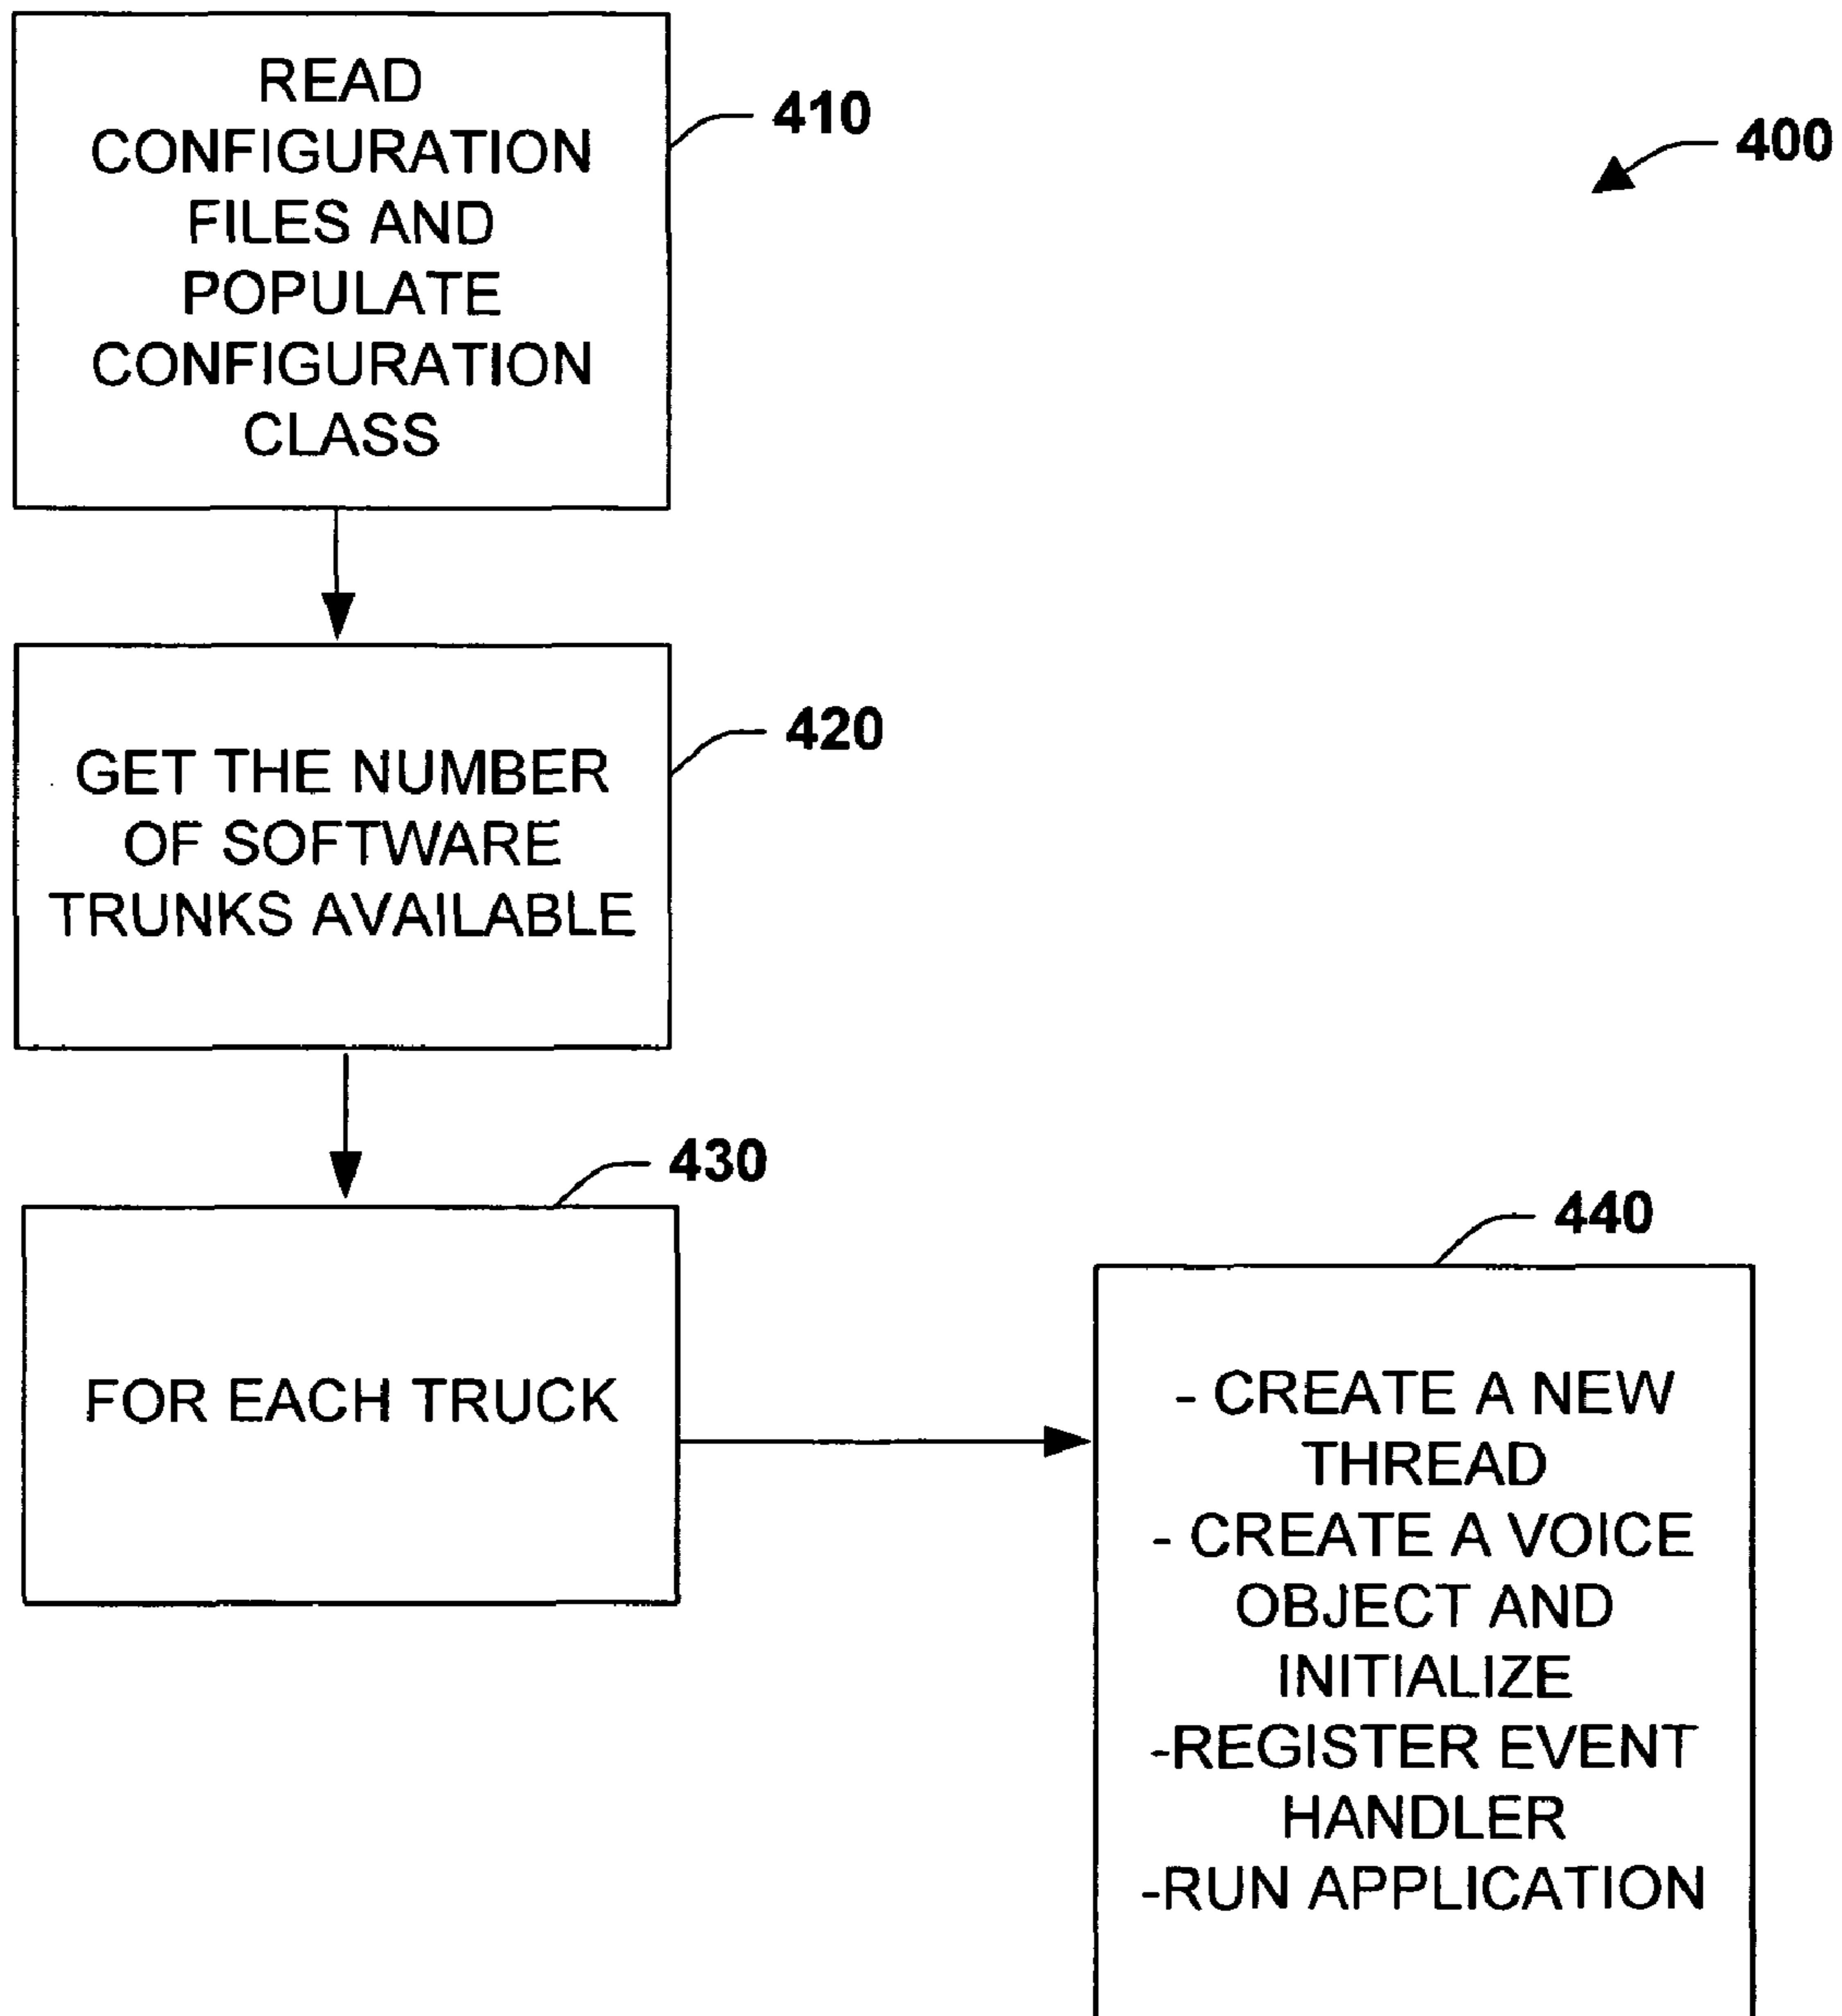 READ
CONFIGURATION
FILES AND
POPULATE
CONFIGURATION
CLASS
410
400
GET THE NUMBER
OF SOFTWARE
TRUNKS AVAILABLE
420
430
FOR EACH TRUCK
440
- CREATE A NEW
THREAD
- CREATE A VOICE
OBJECT AND
INITIALIZE
-REGISTER EVENT
HANDLER
-RUN APPLICATION